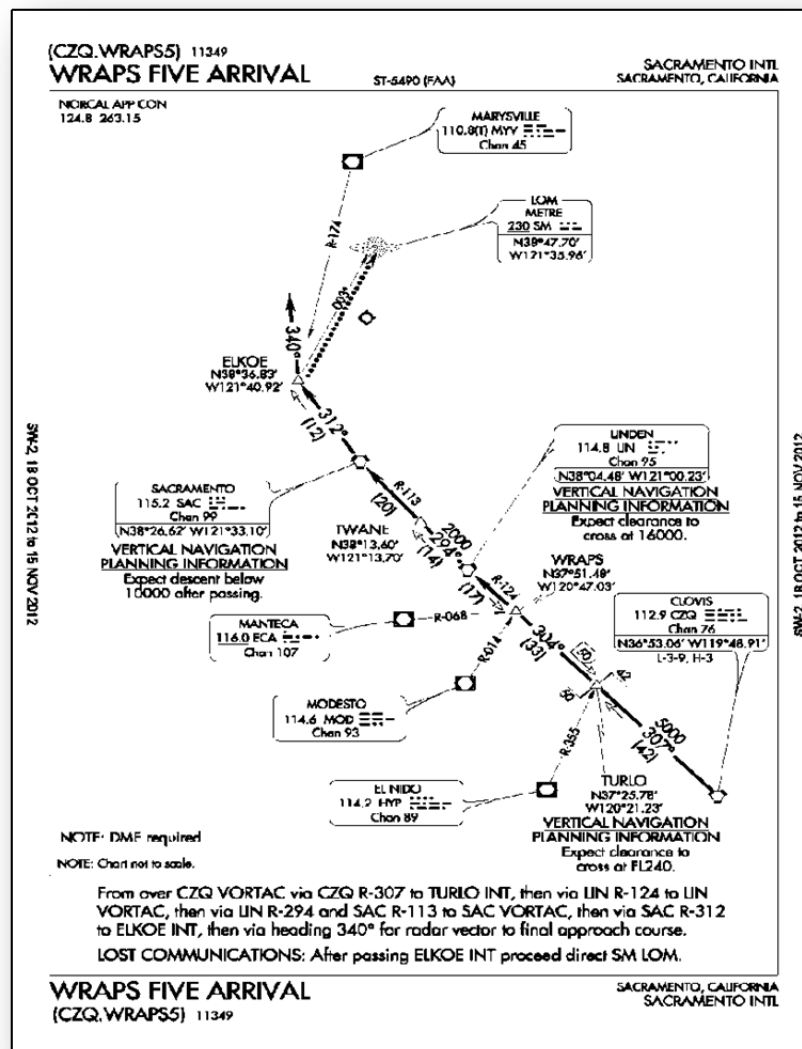 (CZQ.WRAPS5) 11349
WRAPS FIVE ARRIVAL
ST-5490 (FAA)
SACRAMENTO INTL
SACRAMENTO, CALIFORNIA
NORCAL APP CON
124.8 263.15
MARYSVILLE
110.8(T) MYV
Chan 45
R-174
LOM
METRE
230 SM
N38°47.70'
W121°35.96'
003°
340°
ELKOE
N38°36.83'
W121°40.92'
312°
(12)
SACRAMENTO
115.2 SAC
Chan 99
N38°26.62' W121°33.10'
VERTICAL NAVIGATION
PLANNING INFORMATION
Expect descent below
10000 after passing.
R-113
(20)
TWANE
N38°13.60'
W121°13.70'
2000
294°
(14)
LINDEN
114.8 LIN
Chan 95
N38°04.48' W121°00.23'
VERTICAL NAVIGATION
PLANNING INFORMATION
Expect clearance to
cross at 16000.
R-124
(17)
WRAPS
N37°51.48'
W120°47.03'
MANTECA
116.0 ECA
Chan 107
R-068
MODESTO
114.6 MOD
Chan 93
R-014
304°
(33)
(50)
42
50
CLOVIS
112.9 CZQ
Chan 76
N36°53.06' W119°48.91'
L-3-9, H-3
5000
307°
(42)
EL NIDO
114.2 HYP
Chan 89
R-355
TURLO
N37°25.78'
W120°21.23'
VERTICAL NAVIGATION
PLANNING INFORMATION
Expect clearance to
cross at FL240.
SW-2, 18 OCT 2012 to 15 NOV 2012
SW-2, 18 OCT 2012 to 15 NOV 2012
NOTE: DME required
NOTE: Chart not to scale.
From over CZQ VORTAC via CZQ R-307 to TURLO INT, then via LIN R-124 to LIN
VORTAC, then via LIN R-294 and SAC R-113 to SAC VORTAC, then via SAC R-312
to ELKOE INT, then via heading 340° for radar vector to final approach course.
LOST COMMUNICATIONS: After passing ELKOE INT proceed direct SM LOM.
WRAPS FIVE ARRIVAL
(CZQ.WRAPS5) 11349
SACRAMENTO, CALIFORNIA
SACRAMENTO INTL